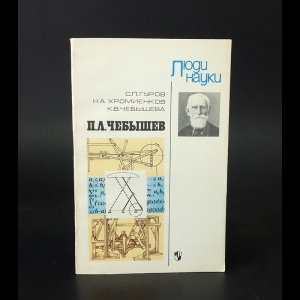 Люди
науки
С.П.ГУРОВ
Н.А.ХРОМИЕНКОВ
К.В.ЧЕБЫШЕВА
П.Л.ЧЕБЫШЕВ